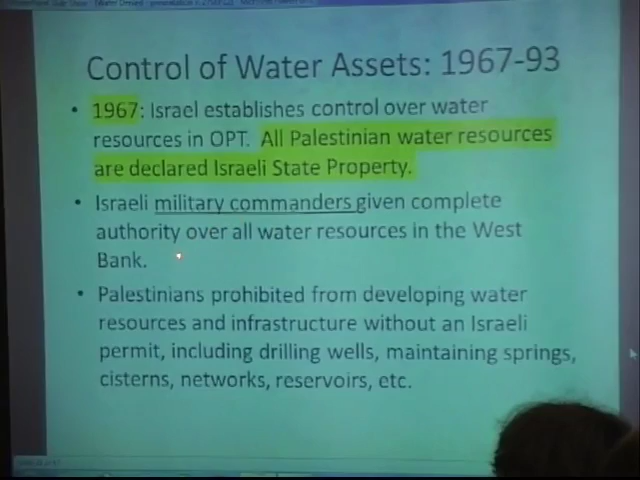 Control of Water Assets: 1967-93
• 1967: Israel establishes control over water
resources in OPT. All Palestinian water resources
are declared Israeli State Property.
• Israeli military commanders given complete
authority over all water resources in the West
Bank.
• Palestinians prohibited from developing water
resources and infrastructure without an Israeli
permit, including drilling wells, maintaining springs,
cisterns, networks, reservoirs, etc.